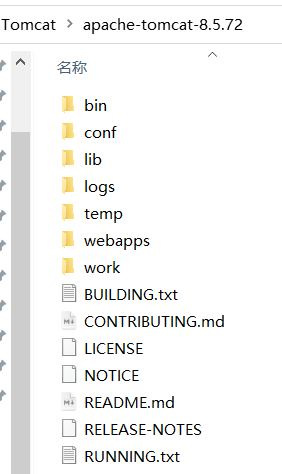 Tomcat > apache-tomcat-8.5.72
名称
bin
conf
lib
logs
temp
webapps
work
BUILDING.txt
CONTRIBUTING.md
LICENSE
NOTICE
README.md
RELEASE-NOTES
RUNNING.txt